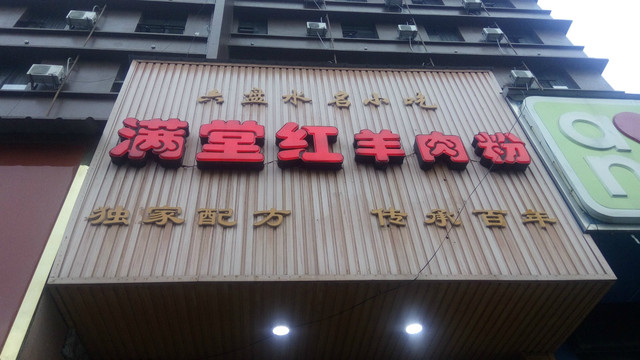 六盘水名小吃
满堂红羊肉粉
独家配方 传承百年
a
n